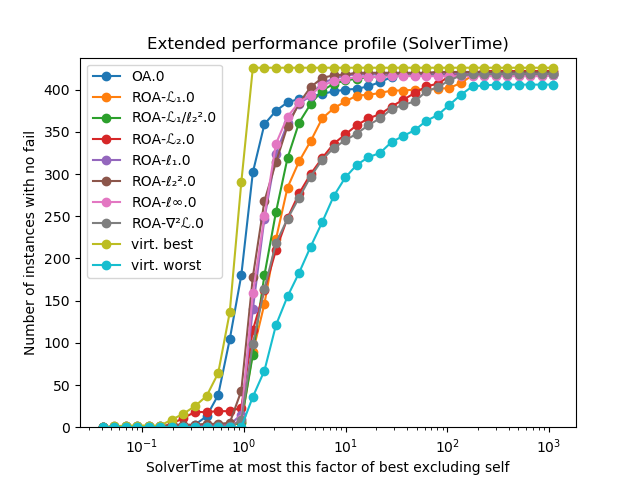 Extended performance profile (SolverTime)
Number of instances with no fail
400
350
300
250
200
150
100
50
0
OA.0
ROA-ℒ₁.0
ROA-ℒ₁/ℓ₂².0
ROA-ℒ₂.0
ROA-ℓ₁.0
ROA-ℓ₂².0
ROA-ℓ∞.0
ROA-∇²ℒ.0
virt. best
virt. worst
10⁻¹ 10⁰ 10¹ 10² 10³
SolverTime at most this factor of best excluding self